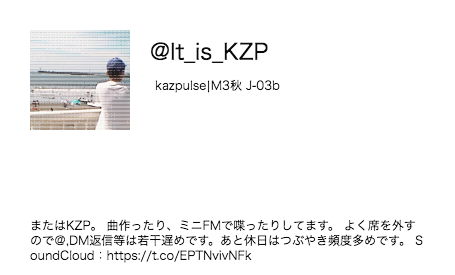 @It_is_KZP
kazpulse|M3秋 J-03b
またはKZP。 曲作ったり、ミニFMで喋ったりしてます。 よく席を外す
ので@,DM返信等は若干遅めです。あと休日はつぶやき頻度多めです。 S
oundCloud：https://t.co/EPTNvivNFk